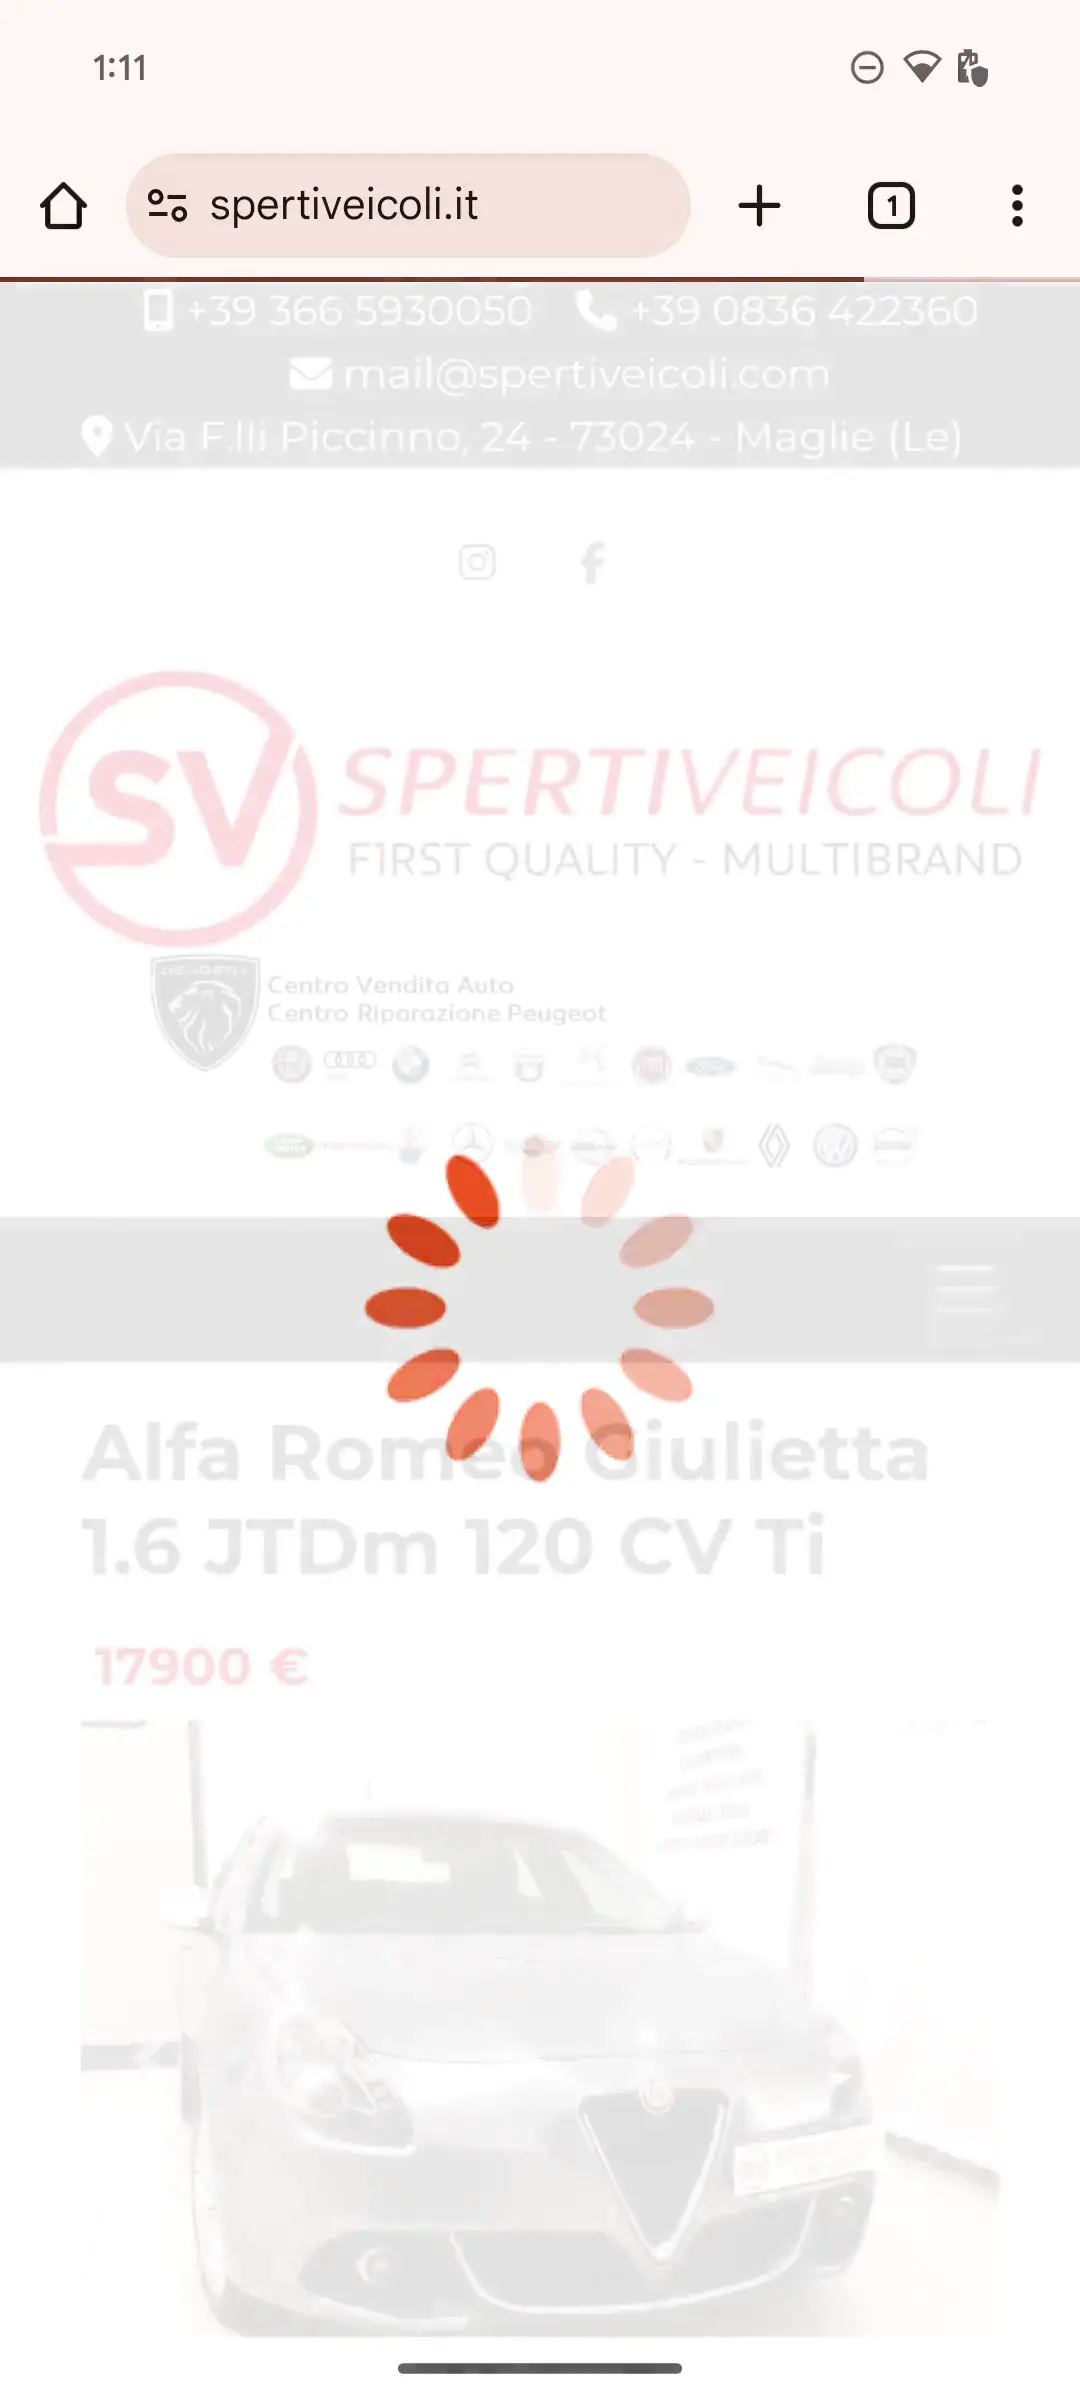 1:11
spertiveicoli.it
1
+39 366 5930050 +39 0836 422360
mail@spertiveicoli.com
Via F.lli Piccinno, 24 - 73024 - Maglie (Le)
SV
SPERTIVEICOLI
F1RST QUALITY - MULTIBRAND
Centro Vendita Auto
Centro Riparazione Peugeot
Alfa Romeo Giulietta
1.6 JTDm 120 CV Ti
17900 €